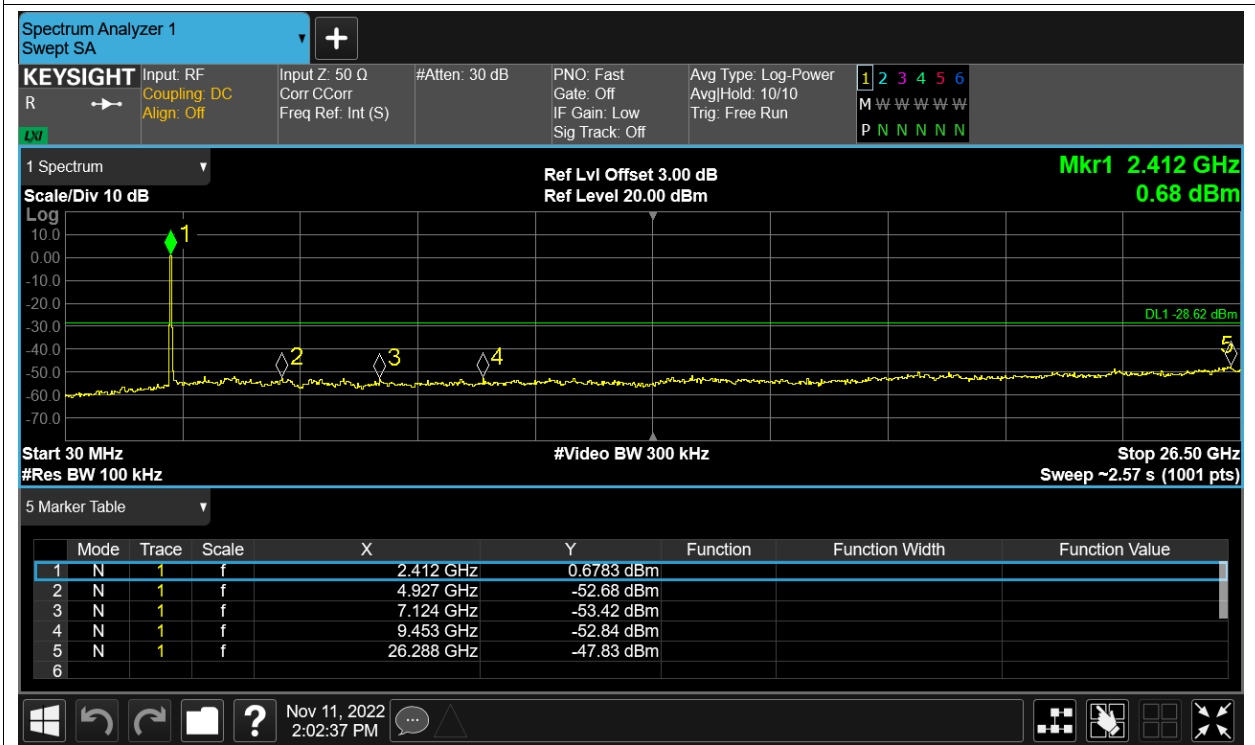 Spectrum Analyzer 1
Swept SA
+
KEYSIGHT Input: RF Input Z: 50 Ω #Atten: 30 dB PNO: Fast Avg Type: Log-Power 1 2 3 4 5 6
R Coupling: DC Corr CCorr Gate: Off Avg|Hold: 10/10 M W W W W W
Align: Off Freq Ref: Int (S) IF Gain: Low Trig: Free Run
LXI Sig Track: Off P N N N N N
1 Spectrum Ref Lvl Offset 3.00 dB Mkr1 2.412 GHz
Scale/Div 10 dB Ref Level 20.00 dBm 0.68 dBm
Log
10.0 1
0.00
-10.0
-20.0
DL1 -28.62 dBm
-30.0
-40.0
2 3 4 5
-50.0
-60.0
-70.0
Start 30 MHz #Video BW 300 kHz Stop 26.50 GHz
#Res BW 100 kHz Sweep ~2.57 s (1001 pts)
5 Marker Table
Mode Trace Scale X Y Function Function Width Function Value
1 N 1 f 2.412 GHz 0.6783 dBm
2 N 1 f 4.927 GHz -52.68 dBm
3 N 1 f 7.124 GHz -53.42 dBm
4 N 1 f 9.453 GHz -52.84 dBm
5 N 1 f 26.288 GHz -47.83 dBm
6
? Nov 11, 2022
2:02:37 PM